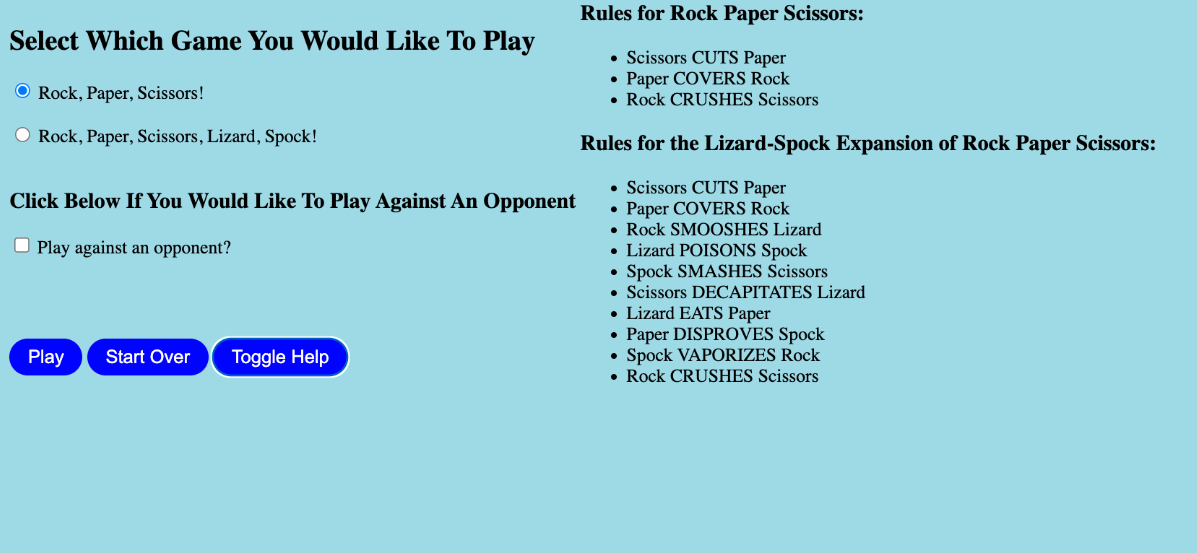 Select Which Game You Would Like To Play
Rock, Paper, Scissors!
Rock, Paper, Scissors, Lizard, Spock!
Click Below If You Would Like To Play Against An Opponent
Play against an opponent?
Play
Start Over
Toggle Help
Rules for Rock Paper Scissors:
Scissors CUTS Paper
Paper COVERS Rock
Rock CRUSHES Scissors
Rules for the Lizard-Spock Expansion of Rock Paper Scissors:
Scissors CUTS Paper
Paper COVERS Rock
Rock SMOOSHES Lizard
Lizard POISONS Spock
Spock SMASHES Scissors
Scissors DECAPITATES Lizard
Lizard EATS Paper
Paper DISPROVES Spock
Spock VAPORIZES Rock
Rock CRUSHES Scissors